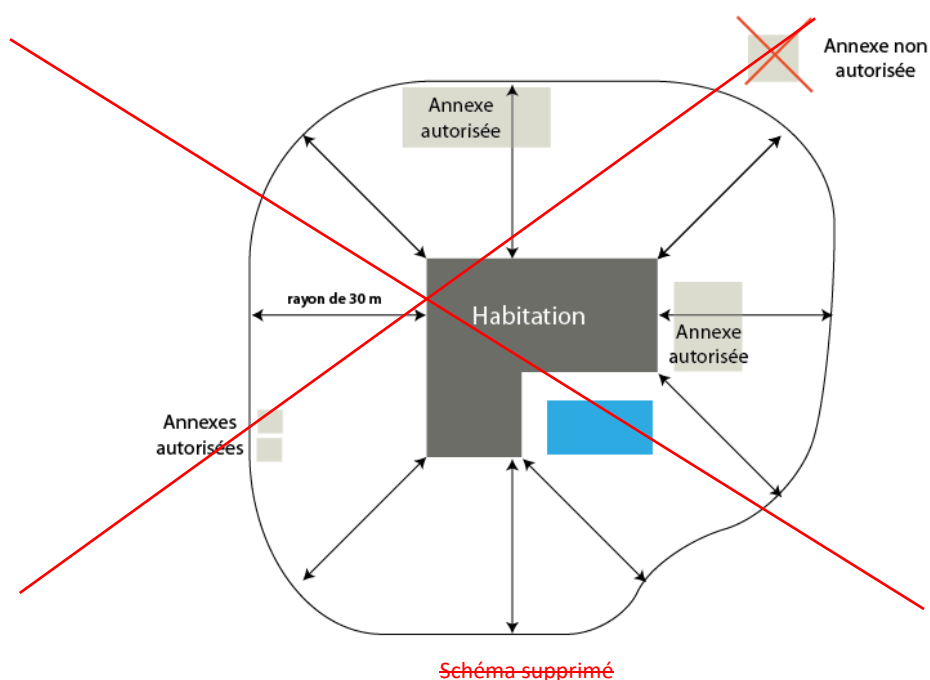 Annexe non
autorisée
Annexe
autorisée
rayon de 30 m
Habitation
Annexe
autorisée
Annexes
autorisées
Schéma supprimé